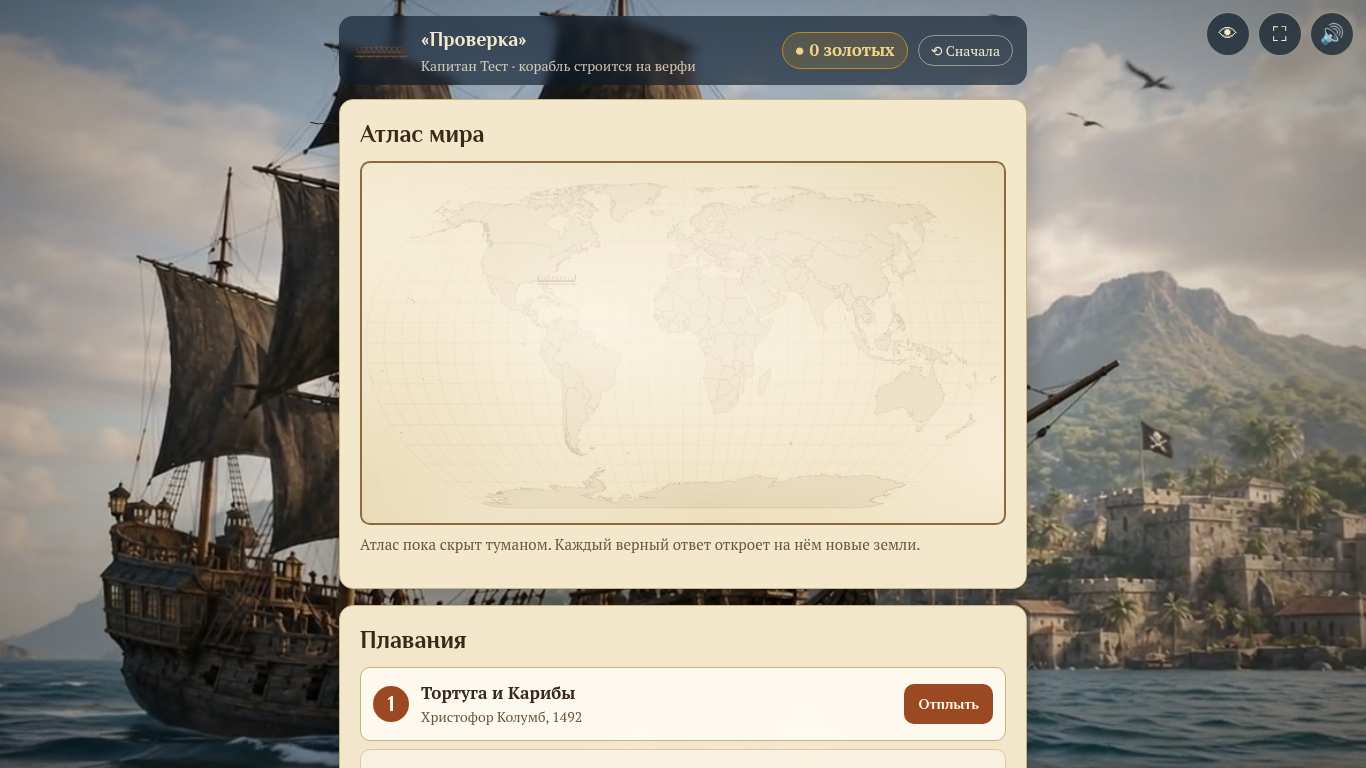 «Проверка»
Капитан Тест · корабль строится на верфи
● 0 золотых
⟲ Сначала
Атлас мира
Атлас пока скрыт туманом. Каждый верный ответ откроет на нём новые земли.
Плавания
1
Тортуга и Карибы
Христофор Колумб, 1492
Отплыть